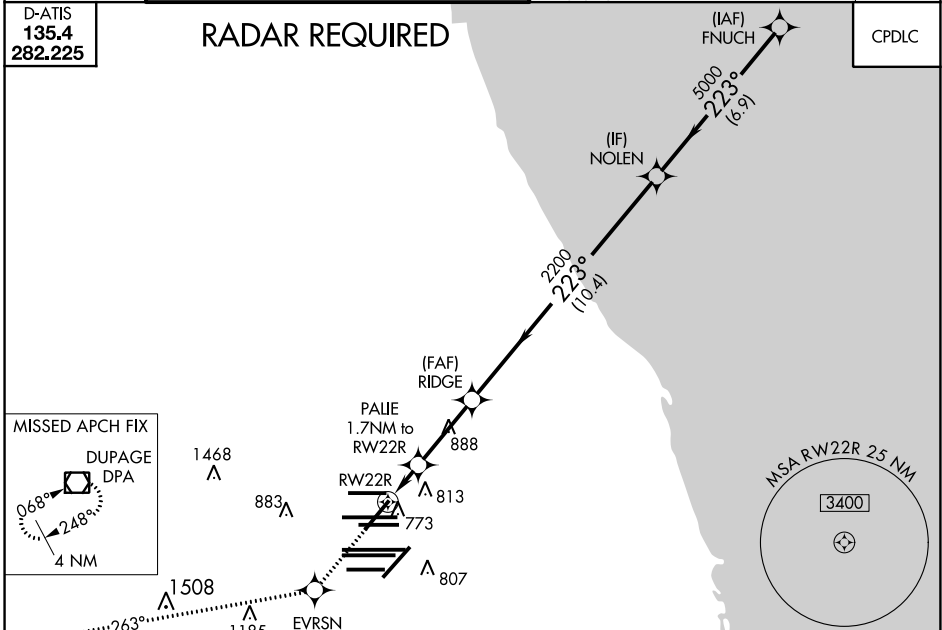 D-ATIS
135.4
282.225
RADAR REQUIRED
(IAF)
FNUCH
CPDLC
5000
223°
(6.9)
(IF)
NOLEN
2200
223°
(10.4)
(FAF)
RIDGE
PALIE
1.7NM to
RW22R
888
MISSED APCH FIX
DUPAGE
DPA
068°
248°
4 NM
1468
883
RW22R
813
773
807
MSA RW22R 25 NM
3400
1508
263°
1185
EVRSN